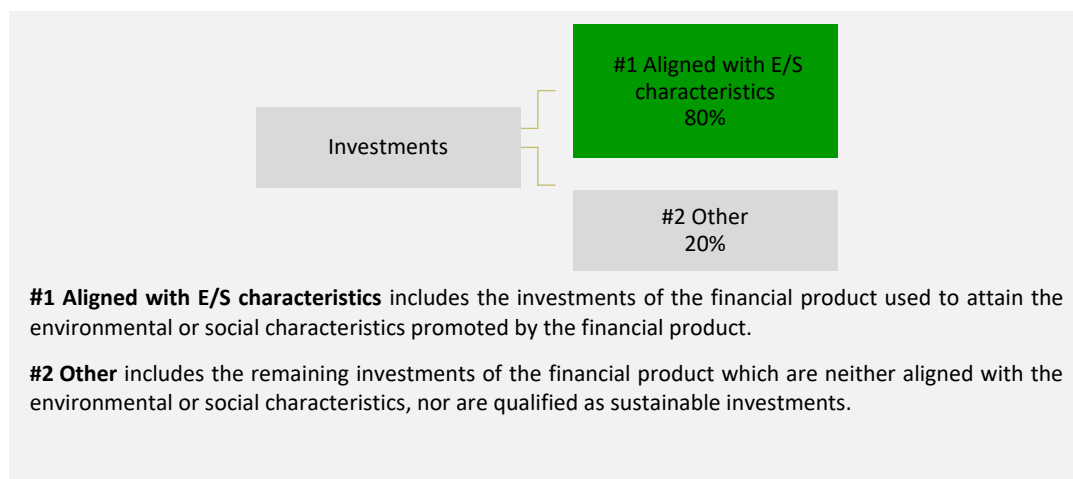 #1 Aligned with E/S
characteristics
80%
Investments
#2 Other
20%
#1 Aligned with E/S characteristics includes the investments of the financial product used to attain the
environmental or social characteristics promoted by the financial product.
#2 Other includes the remaining investments of the financial product which are neither aligned with the
environmental or social characteristics, nor are qualified as sustainable investments.